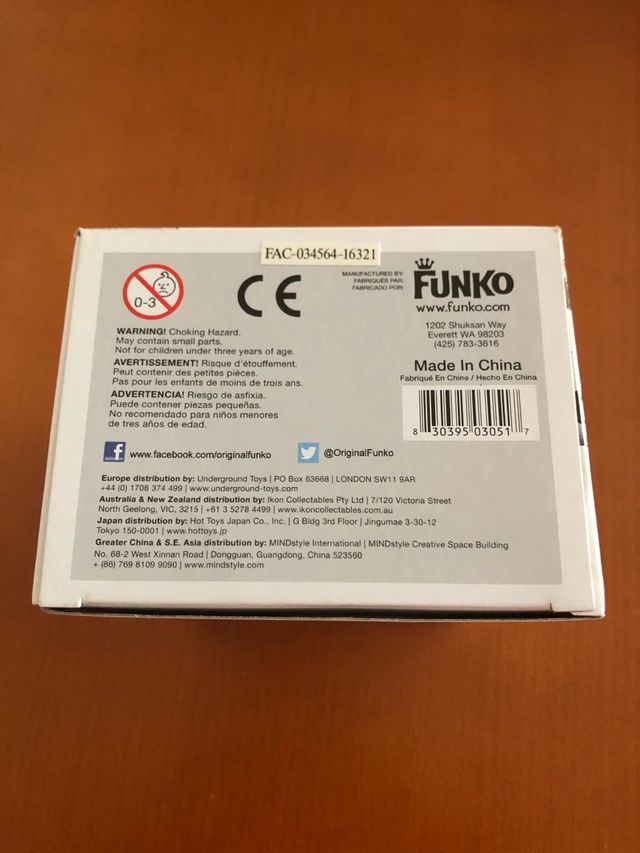 FAC-034564-16321
0-3
CE
MANUFACTURED BY
FABRIQUÉS PAR
FABRICADO POR
FUNKO
www.funko.com
1202 Shuksan Way
Everett WA 98203
(425) 783-3616
Made In China
Fabriqué En Chine / Hecho En China
8 30395 03051 7
WARNING! Choking Hazard.
May contain small parts.
Not for children under three years of age.
AVERTISSEMENT! Risque d'étouffement.
Peut contenir des petites pièces.
Pas pour les enfants de moins de trois ans.
ADVERTENCIA! Riesgo de asfixia.
Puede contener piezas pequeñas.
No recomendado para niños menores
de tres años de edad.
f www.facebook.com/originalfunko
@OriginalFunko
Europe distribution by: Underground Toys | PO Box 63668 | LONDON SW11 9AR
+44 (0) 1708 374 499 | www.underground-toys.com
Australia & New Zealand distribution by: Ikon Collectables Pty Ltd | 7/120 Victoria Street
North Geelong, VIC, 3215 | +61 3 5278 4499 | www.ikoncollectables.com.au
Japan distribution by: Hot Toys Japan Co., Inc. | G Bldg 3rd Floor | Jingumae 3-30-12
Tokyo 150-0001 | www.hottoys.jp
Greater China & S.E. Asia distribution by: MINDstyle International | MINDstyle Creative Space Building
No. 68-2 West Xinnan Road | Dongguan, Guangdong, China 523560
+ (86) 769 8109 9090 | www.mindstyle.com